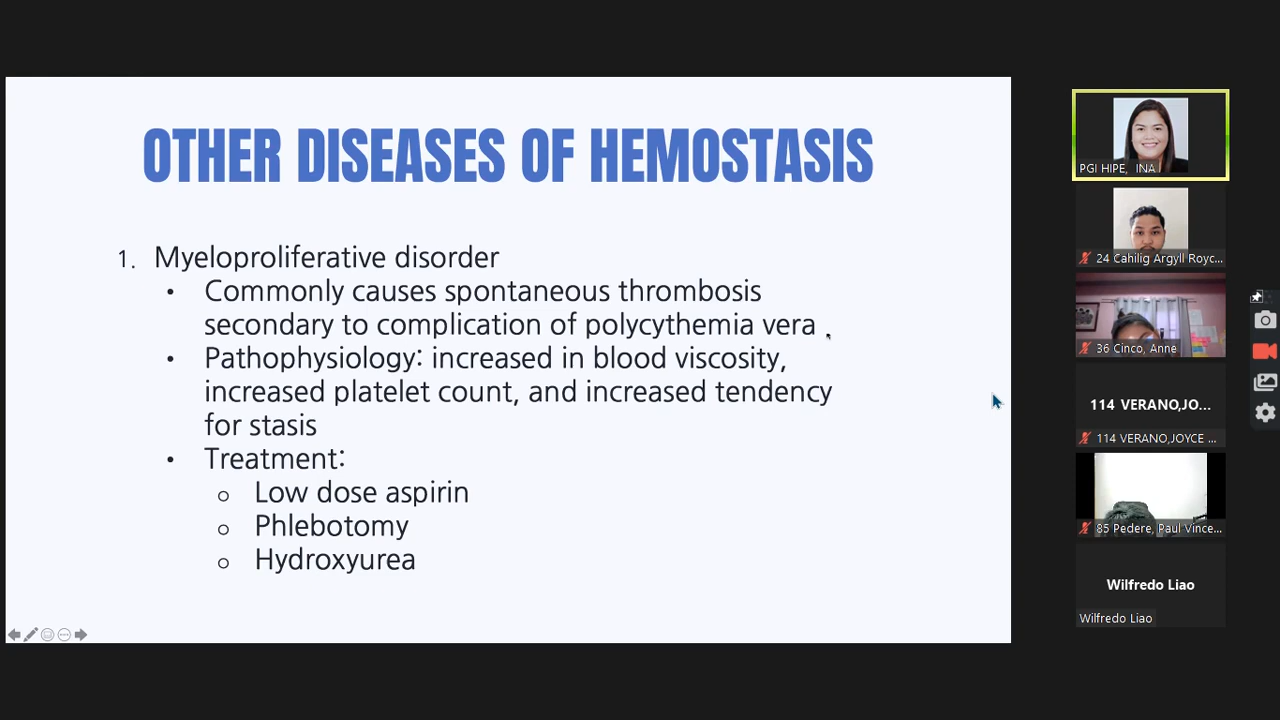 OTHER DISEASES OF HEMOSTASIS
1. Myeloproliferative disorder
• Commonly causes spontaneous thrombosis
secondary to complication of polycythemia vera .
• Pathophysiology: increased in blood viscosity,
increased platelet count, and increased tendency
for stasis
• Treatment:
o Low dose aspirin
o Phlebotomy
o Hydroxyurea
PGI HIPE, INA
24 Cahilig Argyll Royc...
36 Cinco, Anne
114 VERANO,JO...
114 VERANO,JOYCE ...
85 Pedere, Paul Vince...
Wilfredo Liao
Wilfredo Liao